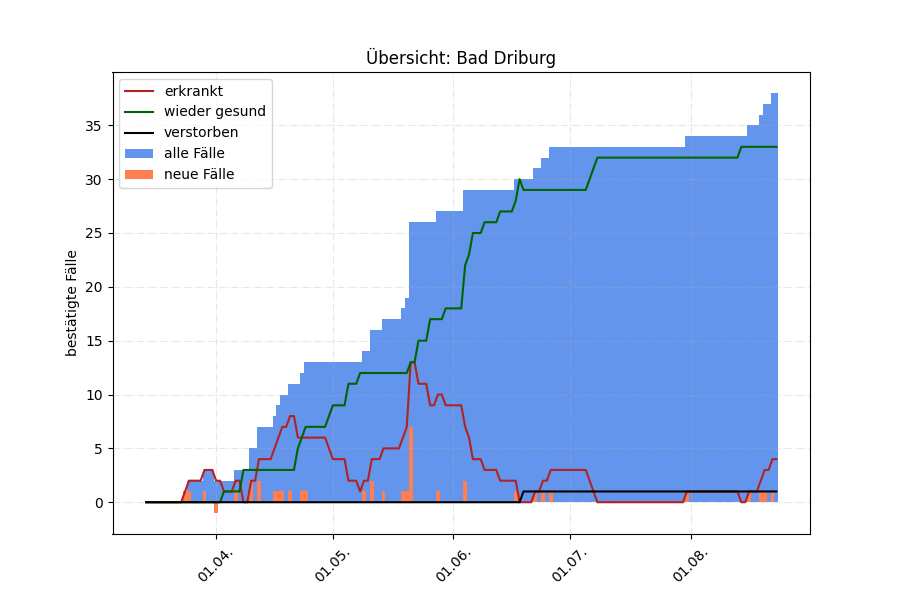 Übersicht: Bad Driburg
erkrankt
wieder gesund
verstorben
alle Fälle
neue Fälle
bestätigte Fälle
35
30
25
20
15
10
5
0
01.04.
01.05.
01.06.
01.07.
01.08.